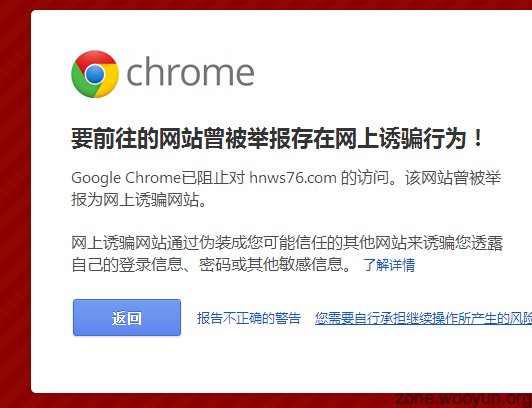 chrome
要前往的网站曾被举报存在网上诱骗行为！
Google Chrome已阻止对 hnws76.com 的访问。该网站曾被举
报为网上诱骗网站。
网上诱骗网站通过伪装成您可能信任的其他网站来诱骗您透露
自己的登录信息、密码或其他敏感信息。 了解详情
返回 报告不正确的警告 您需要自行承担继续操作所产生的风险
zone.wooyun.org